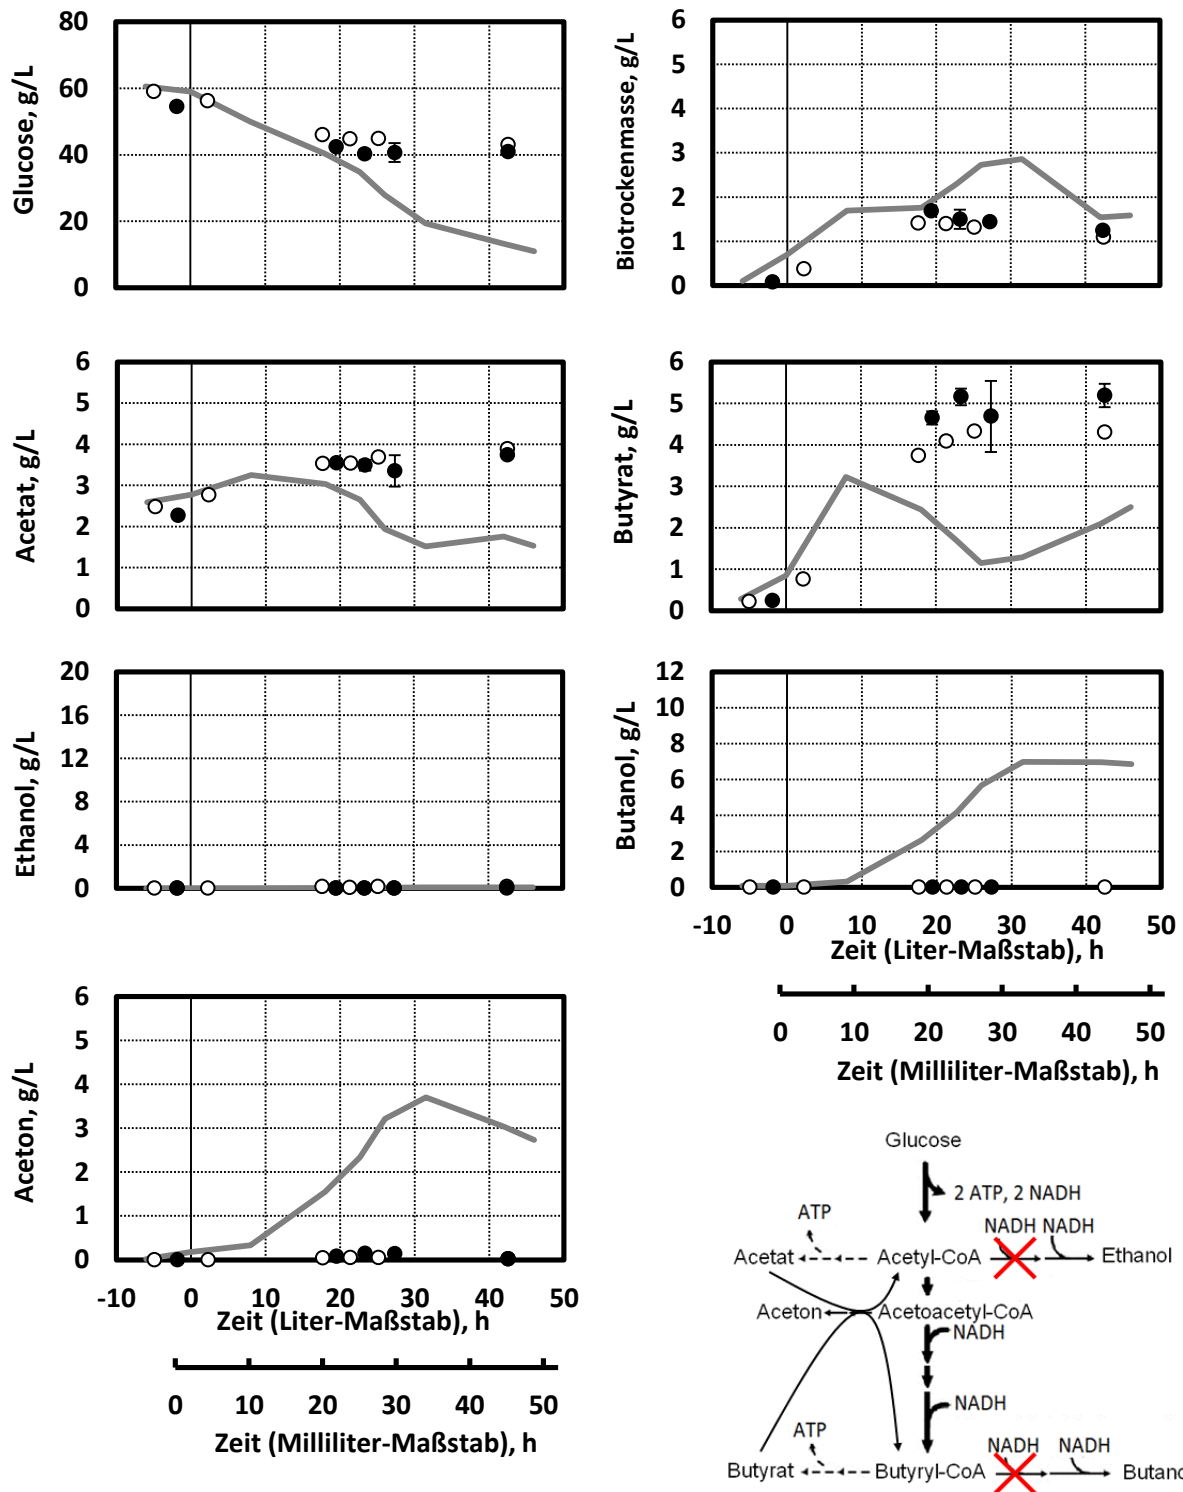 Glucose, g/L
80
60
40
20
0
Biotrockenmasse, g/L
6
5
4
3
2
1
0
Acetat, g/L
6
5
4
3
2
1
0
Butyrat, g/L
6
5
4
3
2
1
0
Ethanol, g/L
20
16
12
8
4
0
Butanol, g/L
12
10
8
6
4
2
0
-10 0 10 20 30 40 50
Zeit (Liter-Maßstab), h
0 10 20 30 40 50
Zeit (Milliliter-Maßstab), h
Aceton, g/L
6
5
4
3
2
1
0
-10 0 10 20 30 40 50
Zeit (Liter-Maßstab), h
0 10 20 30 40 50
Zeit (Milliliter-Maßstab), h
Glucose
2 ATP, 2 NADH
ATP
NADH NADH
Acetat Acetyl-CoA Ethanol
Aceton Acetoacetyl-CoA
NADH
NADH
ATP
NADH NADH
Butyrat Butyryl-CoA Butano